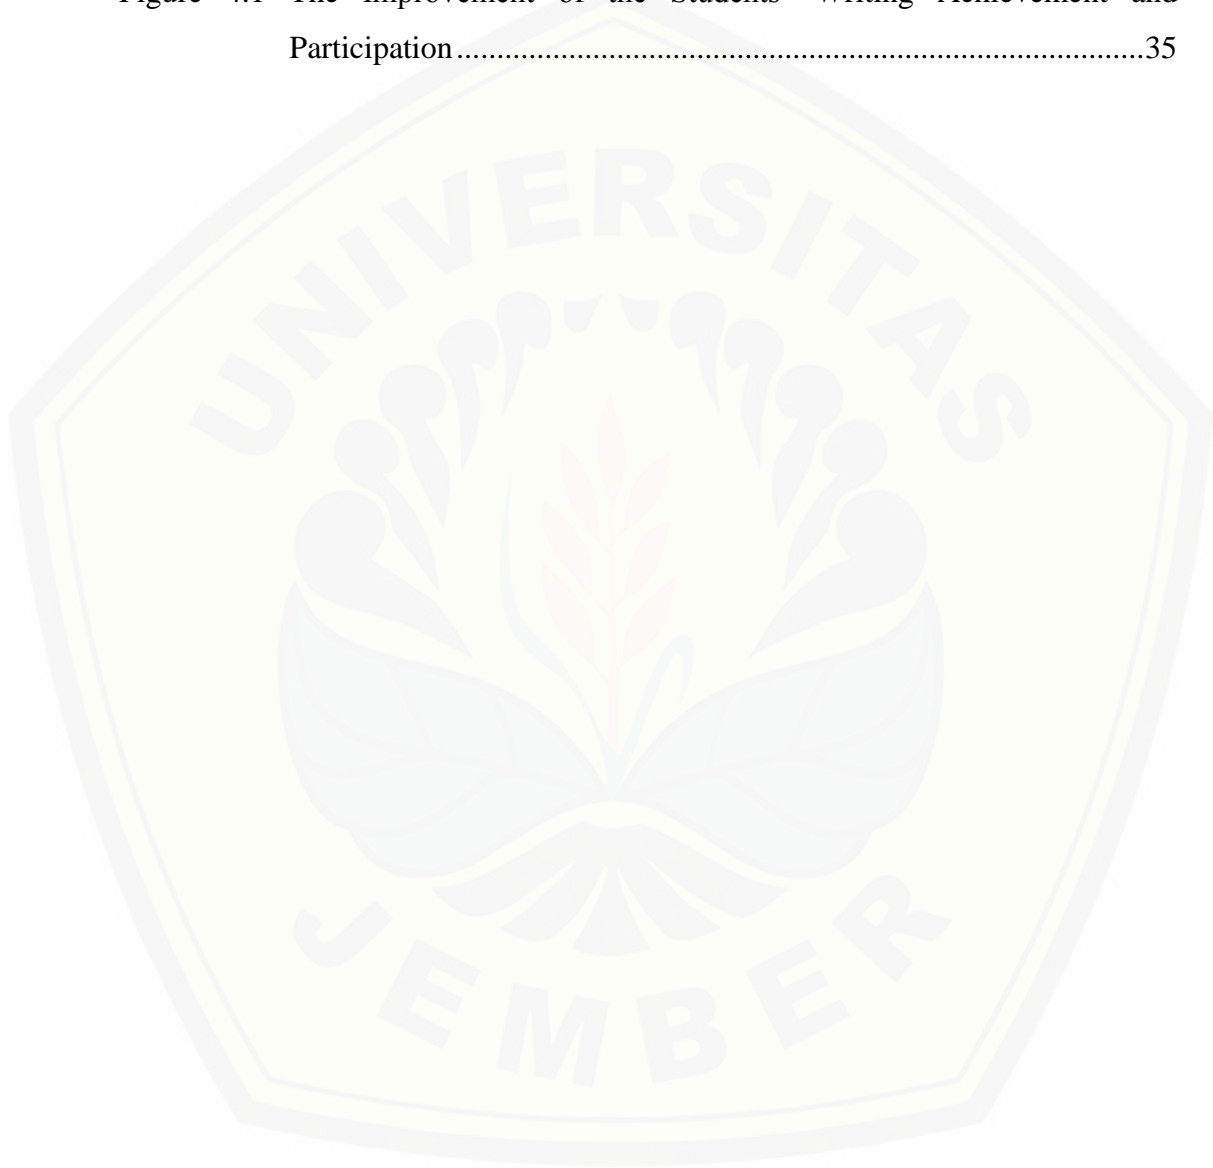 Figure 4.1 The Improvement of the Students' Writing Achievement and
Participation.....................................................................................35
UNIVERSITAS
JEMBER